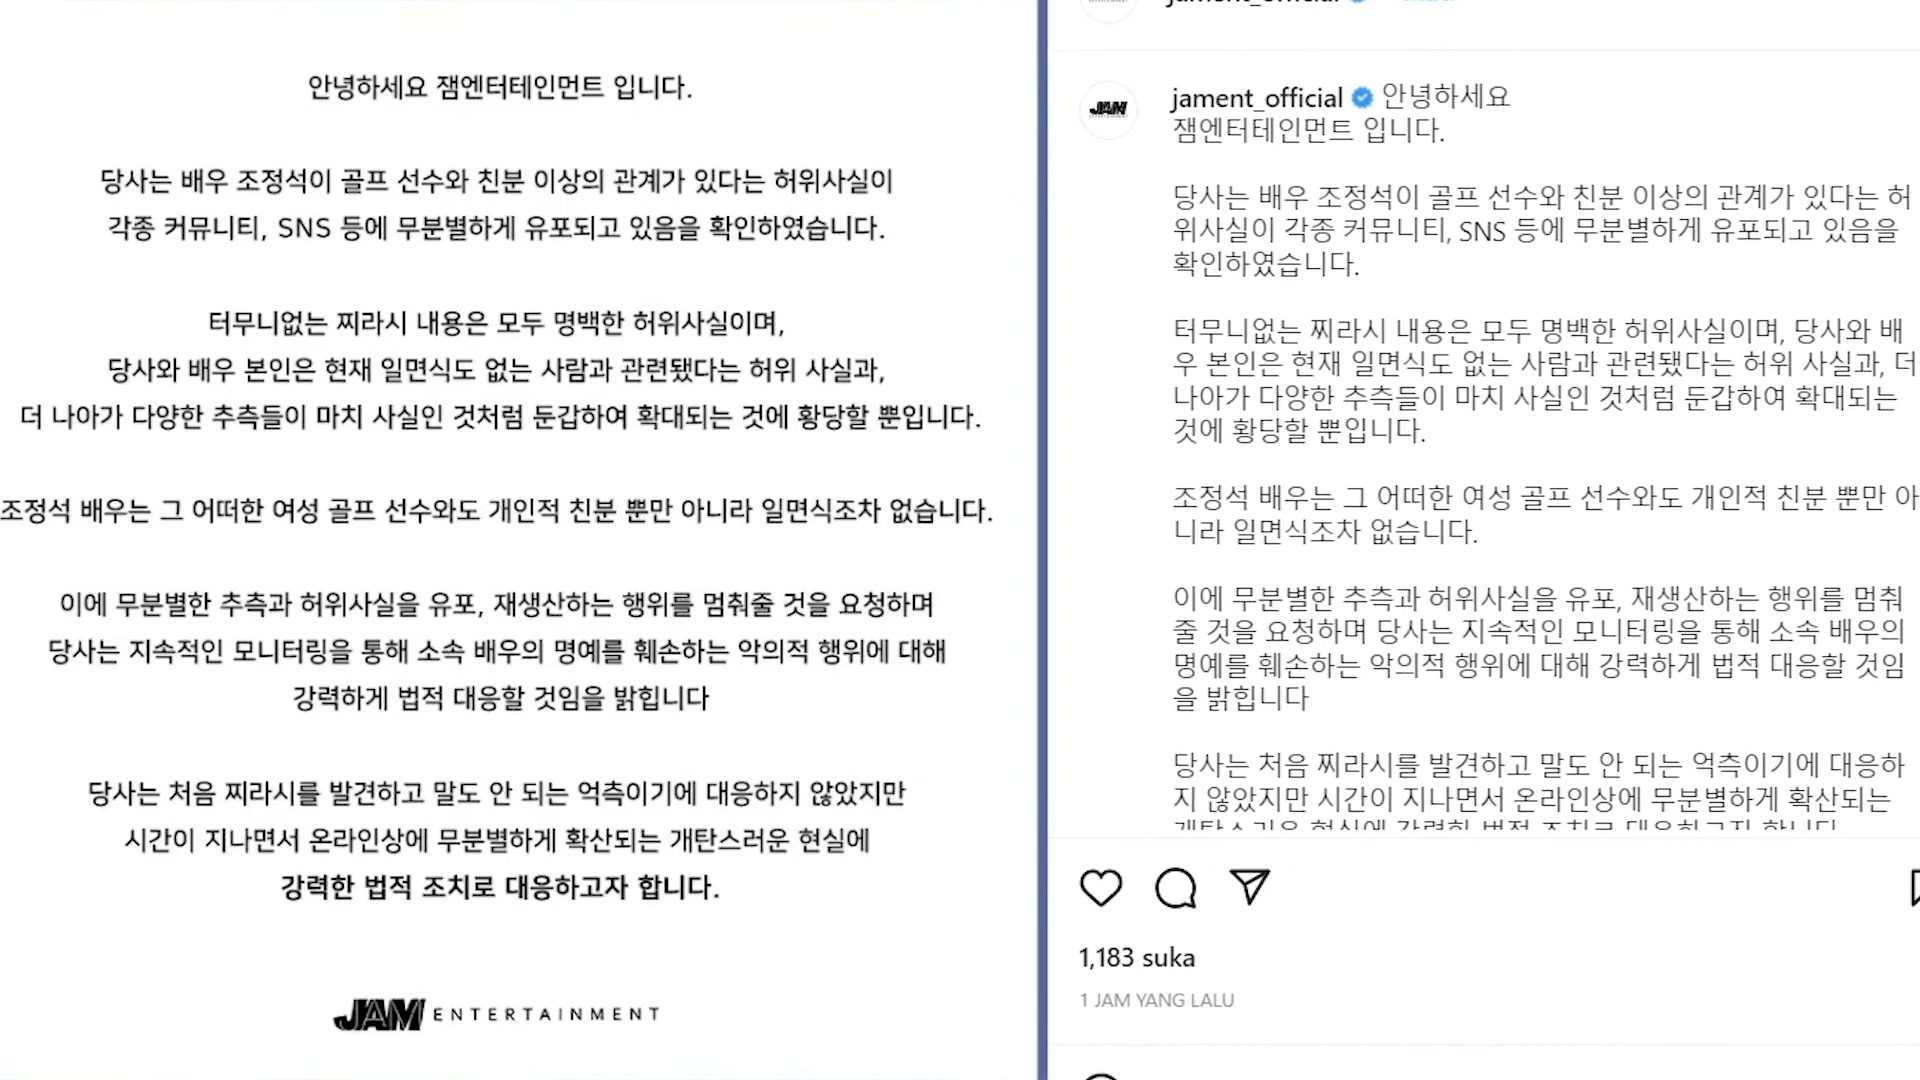 안녕하세요 잼엔터테인먼트 입니다.
당사는 배우 조정석이 골프 선수와 친분 이상의 관계가 있다는 허위사실이
각종 커뮤니티, SNS 등에 무분별하게 유포되고 있음을 확인하였습니다.
터무니없는 찌라시 내용은 모두 명백한 허위사실이며,
당사와 배우 본인은 현재 일면식도 없는 사람과 관련됐다는 허위 사실과,
더 나아가 다양한 추측들이 마치 사실인 것처럼 둔갑하여 확대되는 것에 황당할 뿐입니다.
조정석 배우는 그 어떠한 여성 골프 선수와도 개인적 친분 뿐만 아니라 일면식조차 없습니다.
이에 무분별한 추측과 허위사실을 유포, 재생산하는 행위를 멈춰줄 것을 요청하며
당사는 지속적인 모니터링을 통해 소속 배우의 명예를 훼손하는 악의적 행위에 대해
강력하게 법적 대응할 것임을 밝힙니다
당사는 처음 찌라시를 발견하고 말도 안 되는 억측이기에 대응하지 않았지만
시간이 지나면서 온라인상에 무분별하게 확산되는 개탄스러운 현실에
강력한 법적 조치로 대응하고자 합니다.
JAM ENTERTAINMENT
jament_official
JAM
jament_official 안녕하세요
잼엔터테인먼트 입니다.
당사는 배우 조정석이 골프 선수와 친분 이상의 관계가 있다는 허
위사실이 각종 커뮤니티, SNS 등에 무분별하게 유포되고 있음을
확인하였습니다.
터무니없는 찌라시 내용은 모두 명백한 허위사실이며, 당사와 배
우 본인은 현재 일면식도 없는 사람과 관련됐다는 허위 사실과, 더
나아가 다양한 추측들이 마치 사실인 것처럼 둔갑하여 확대되는
것에 황당할 뿐입니다.
조정석 배우는 그 어떠한 여성 골프 선수와도 개인적 친분 뿐만 아
니라 일면식조차 없습니다.
이에 무분별한 추측과 허위사실을 유포, 재생산하는 행위를 멈춰
줄 것을 요청하며 당사는 지속적인 모니터링을 통해 소속 배우의
명예를 훼손하는 악의적 행위에 대해 강력하게 법적 대응할 것임
을 밝힙니다
당사는 처음 찌라시를 발견하고 말도 안 되는 억측이기에 대응하
지 않았지만 시간이 지나면서 온라인상에 무분별하게 확산되는
개탄스러운 현실에 강력한 법적 조치로 대응하고자 합니다
1,183 suka
1 JAM YANG LALU